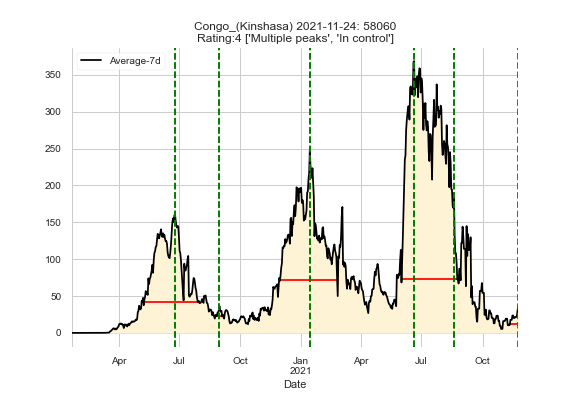 Congo_(Kinshasa) 2021-11-24: 58060
Rating:4 ['Multiple peaks', 'In control']
Average-7d
350
300
250
200
150
100
50
0
Apr Jul Oct Jan Apr Jul Oct
2021
Date